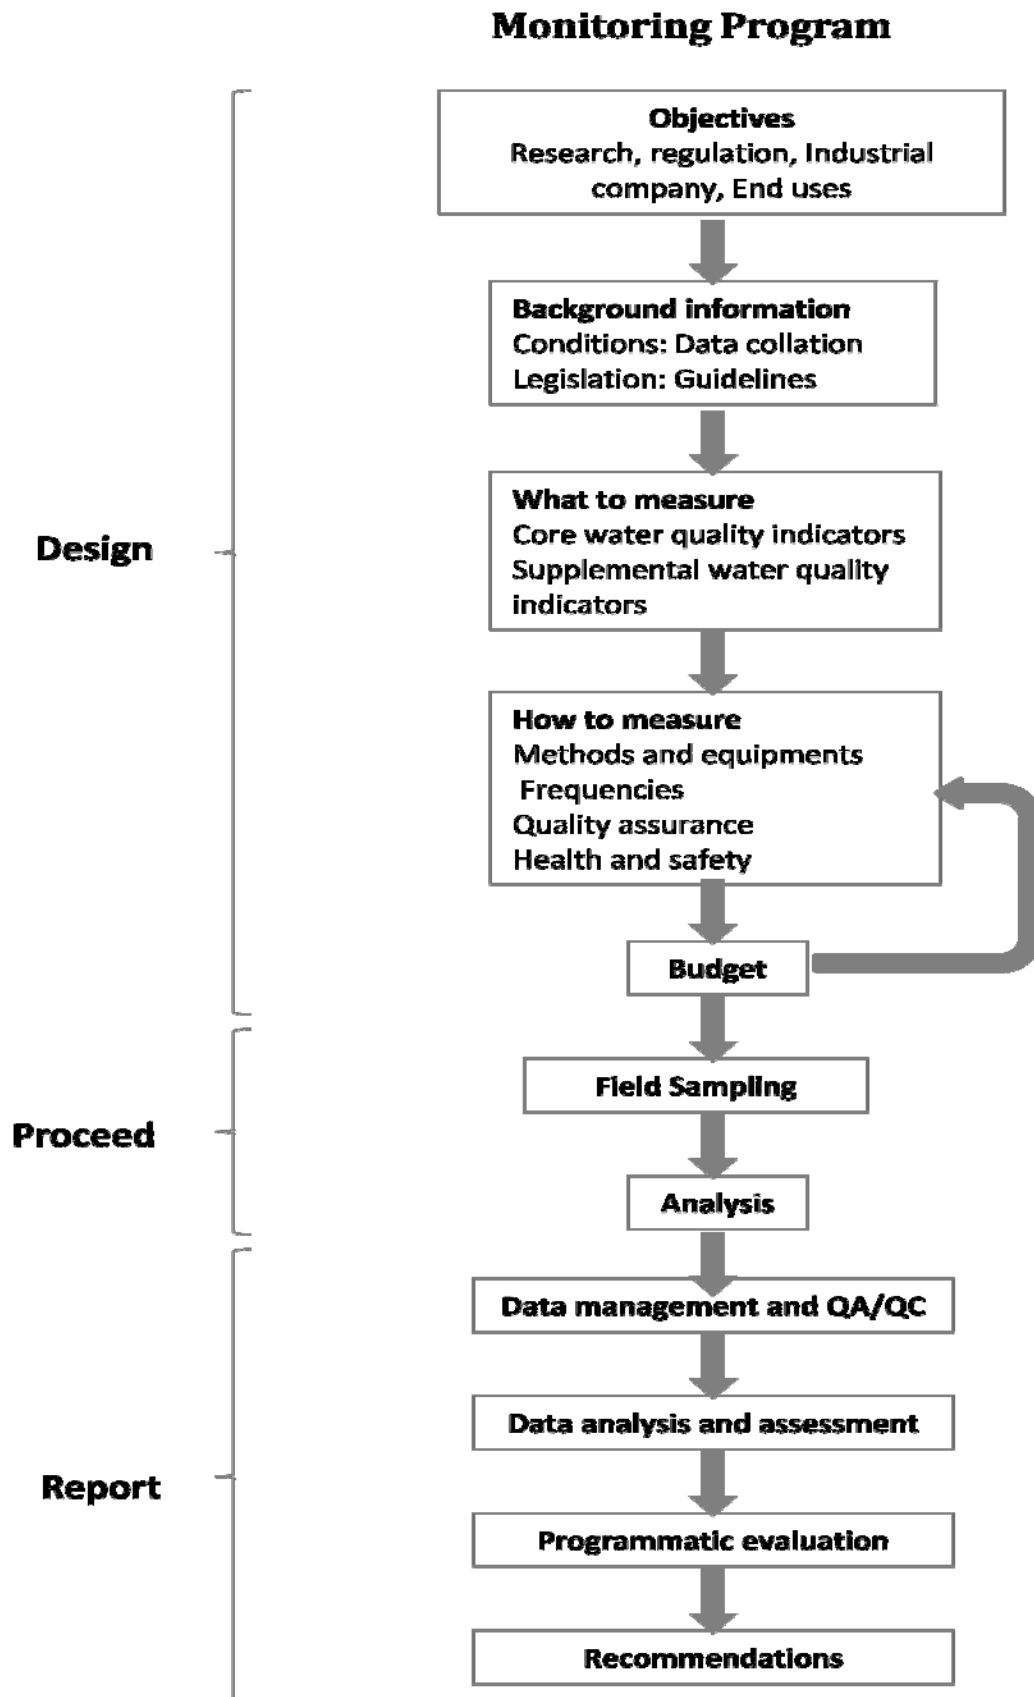 Monitoring Program
Objectives
Research, regulation, Industrial
company, End uses
Background information
Conditions: Data collation
Legislation: Guidelines
What to measure
Core water quality indicators
Supplemental water quality
indicators
Design
How to measure
Methods and equipments
Frequencies
Quality assurance
Health and safety
Budget
Field Sampling
Proceed
Analysis
Data management and QA/QC
Data analysis and assessment
Report
Programmatic evaluation
Recommendations